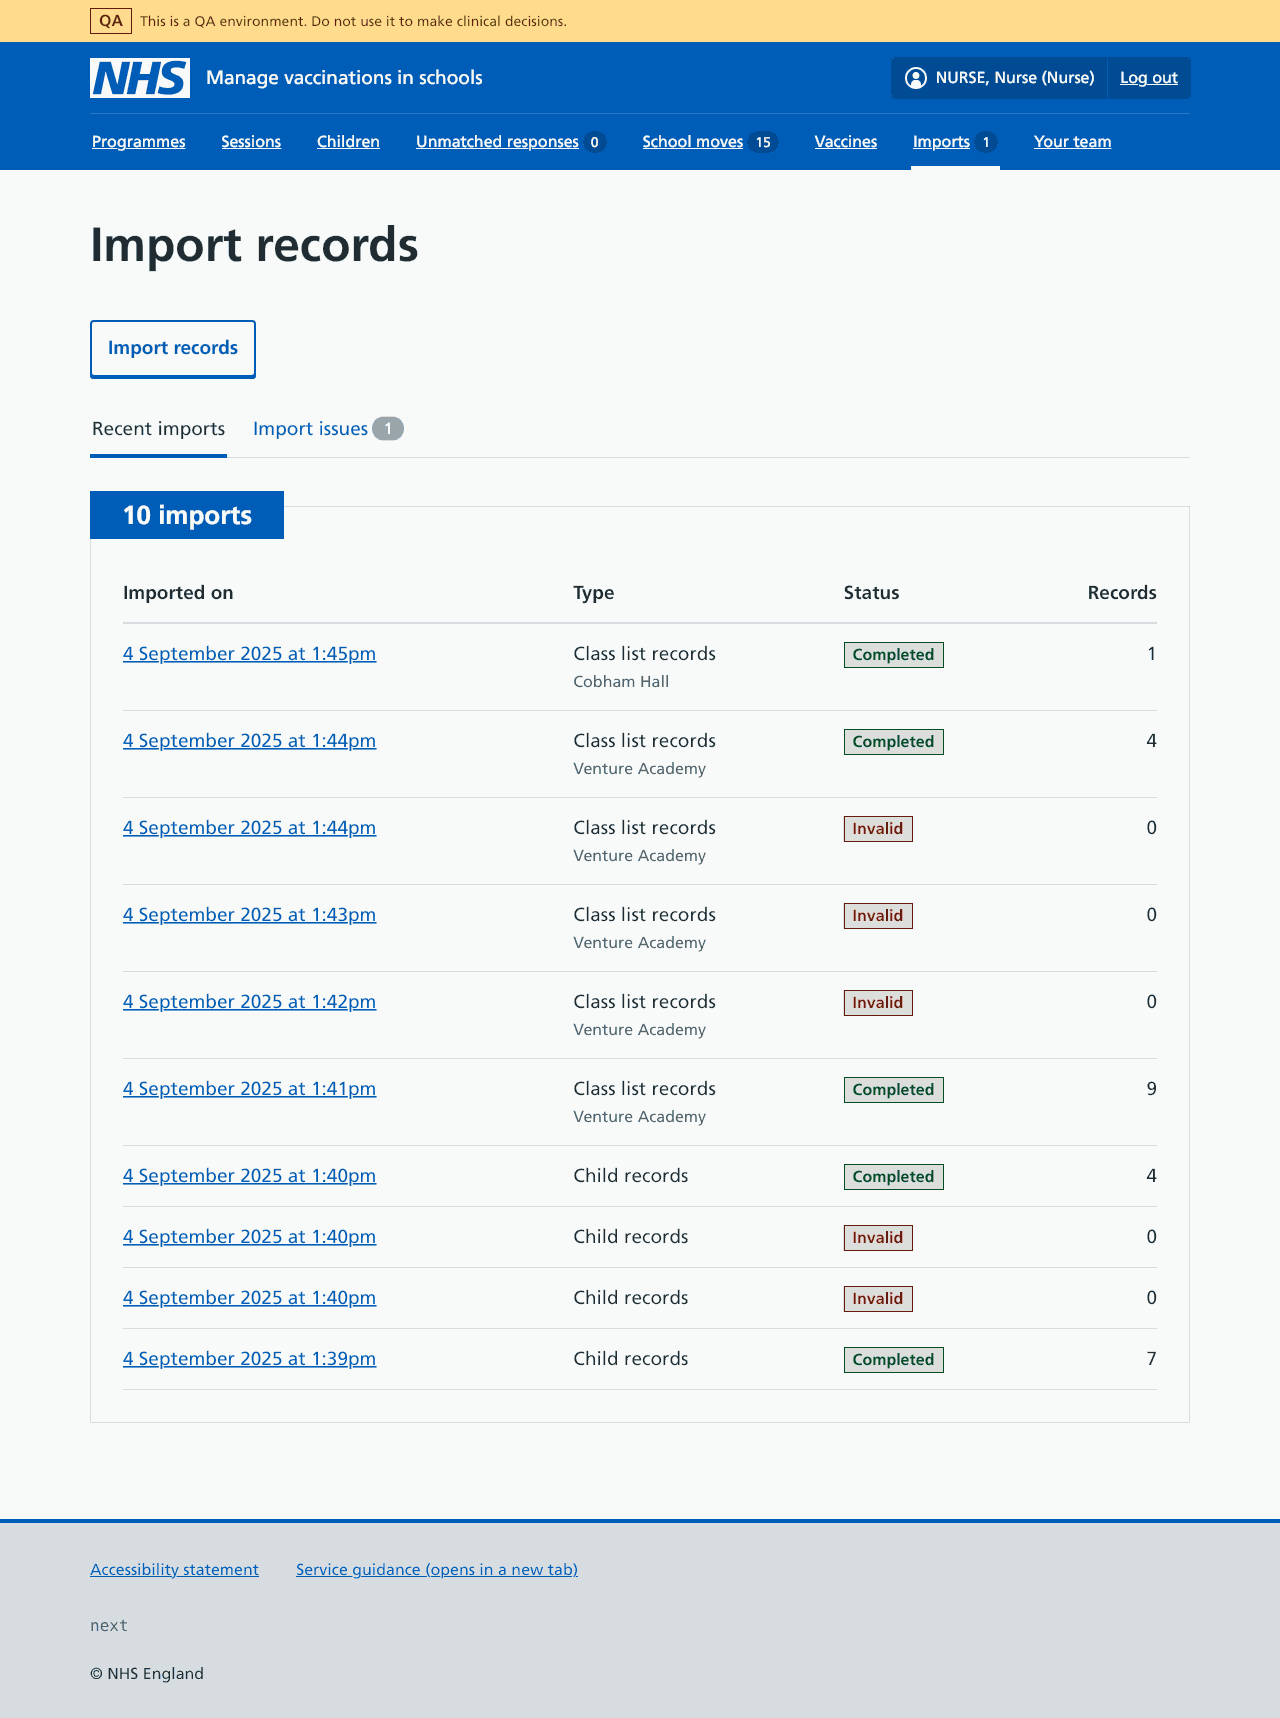 QA This is a QA environment. Do not use it to make clinical decisions.
NHS Manage vaccinations in schools NURSE, Nurse (Nurse) Log out
Programmes Sessions Children Unmatched responses 0 School moves 15 Vaccines Imports 1 Your team
Import records
Import records
Recent imports Import issues 1
10 imports
Imported on Type Status Records
4 September 2025 at 1:45pm Class list records Completed 1
Cobham Hall
4 September 2025 at 1:44pm Class list records Completed 4
Venture Academy
4 September 2025 at 1:44pm Class list records Invalid 0
Venture Academy
4 September 2025 at 1:43pm Class list records Invalid 0
Venture Academy
4 September 2025 at 1:42pm Class list records Invalid 0
Venture Academy
4 September 2025 at 1:41pm Class list records Completed 9
Venture Academy
4 September 2025 at 1:40pm Child records Completed 4
4 September 2025 at 1:40pm Child records Invalid 0
4 September 2025 at 1:40pm Child records Invalid 0
4 September 2025 at 1:39pm Child records Completed 7
Accessibility statement Service guidance (opens in a new tab)
next
© NHS England